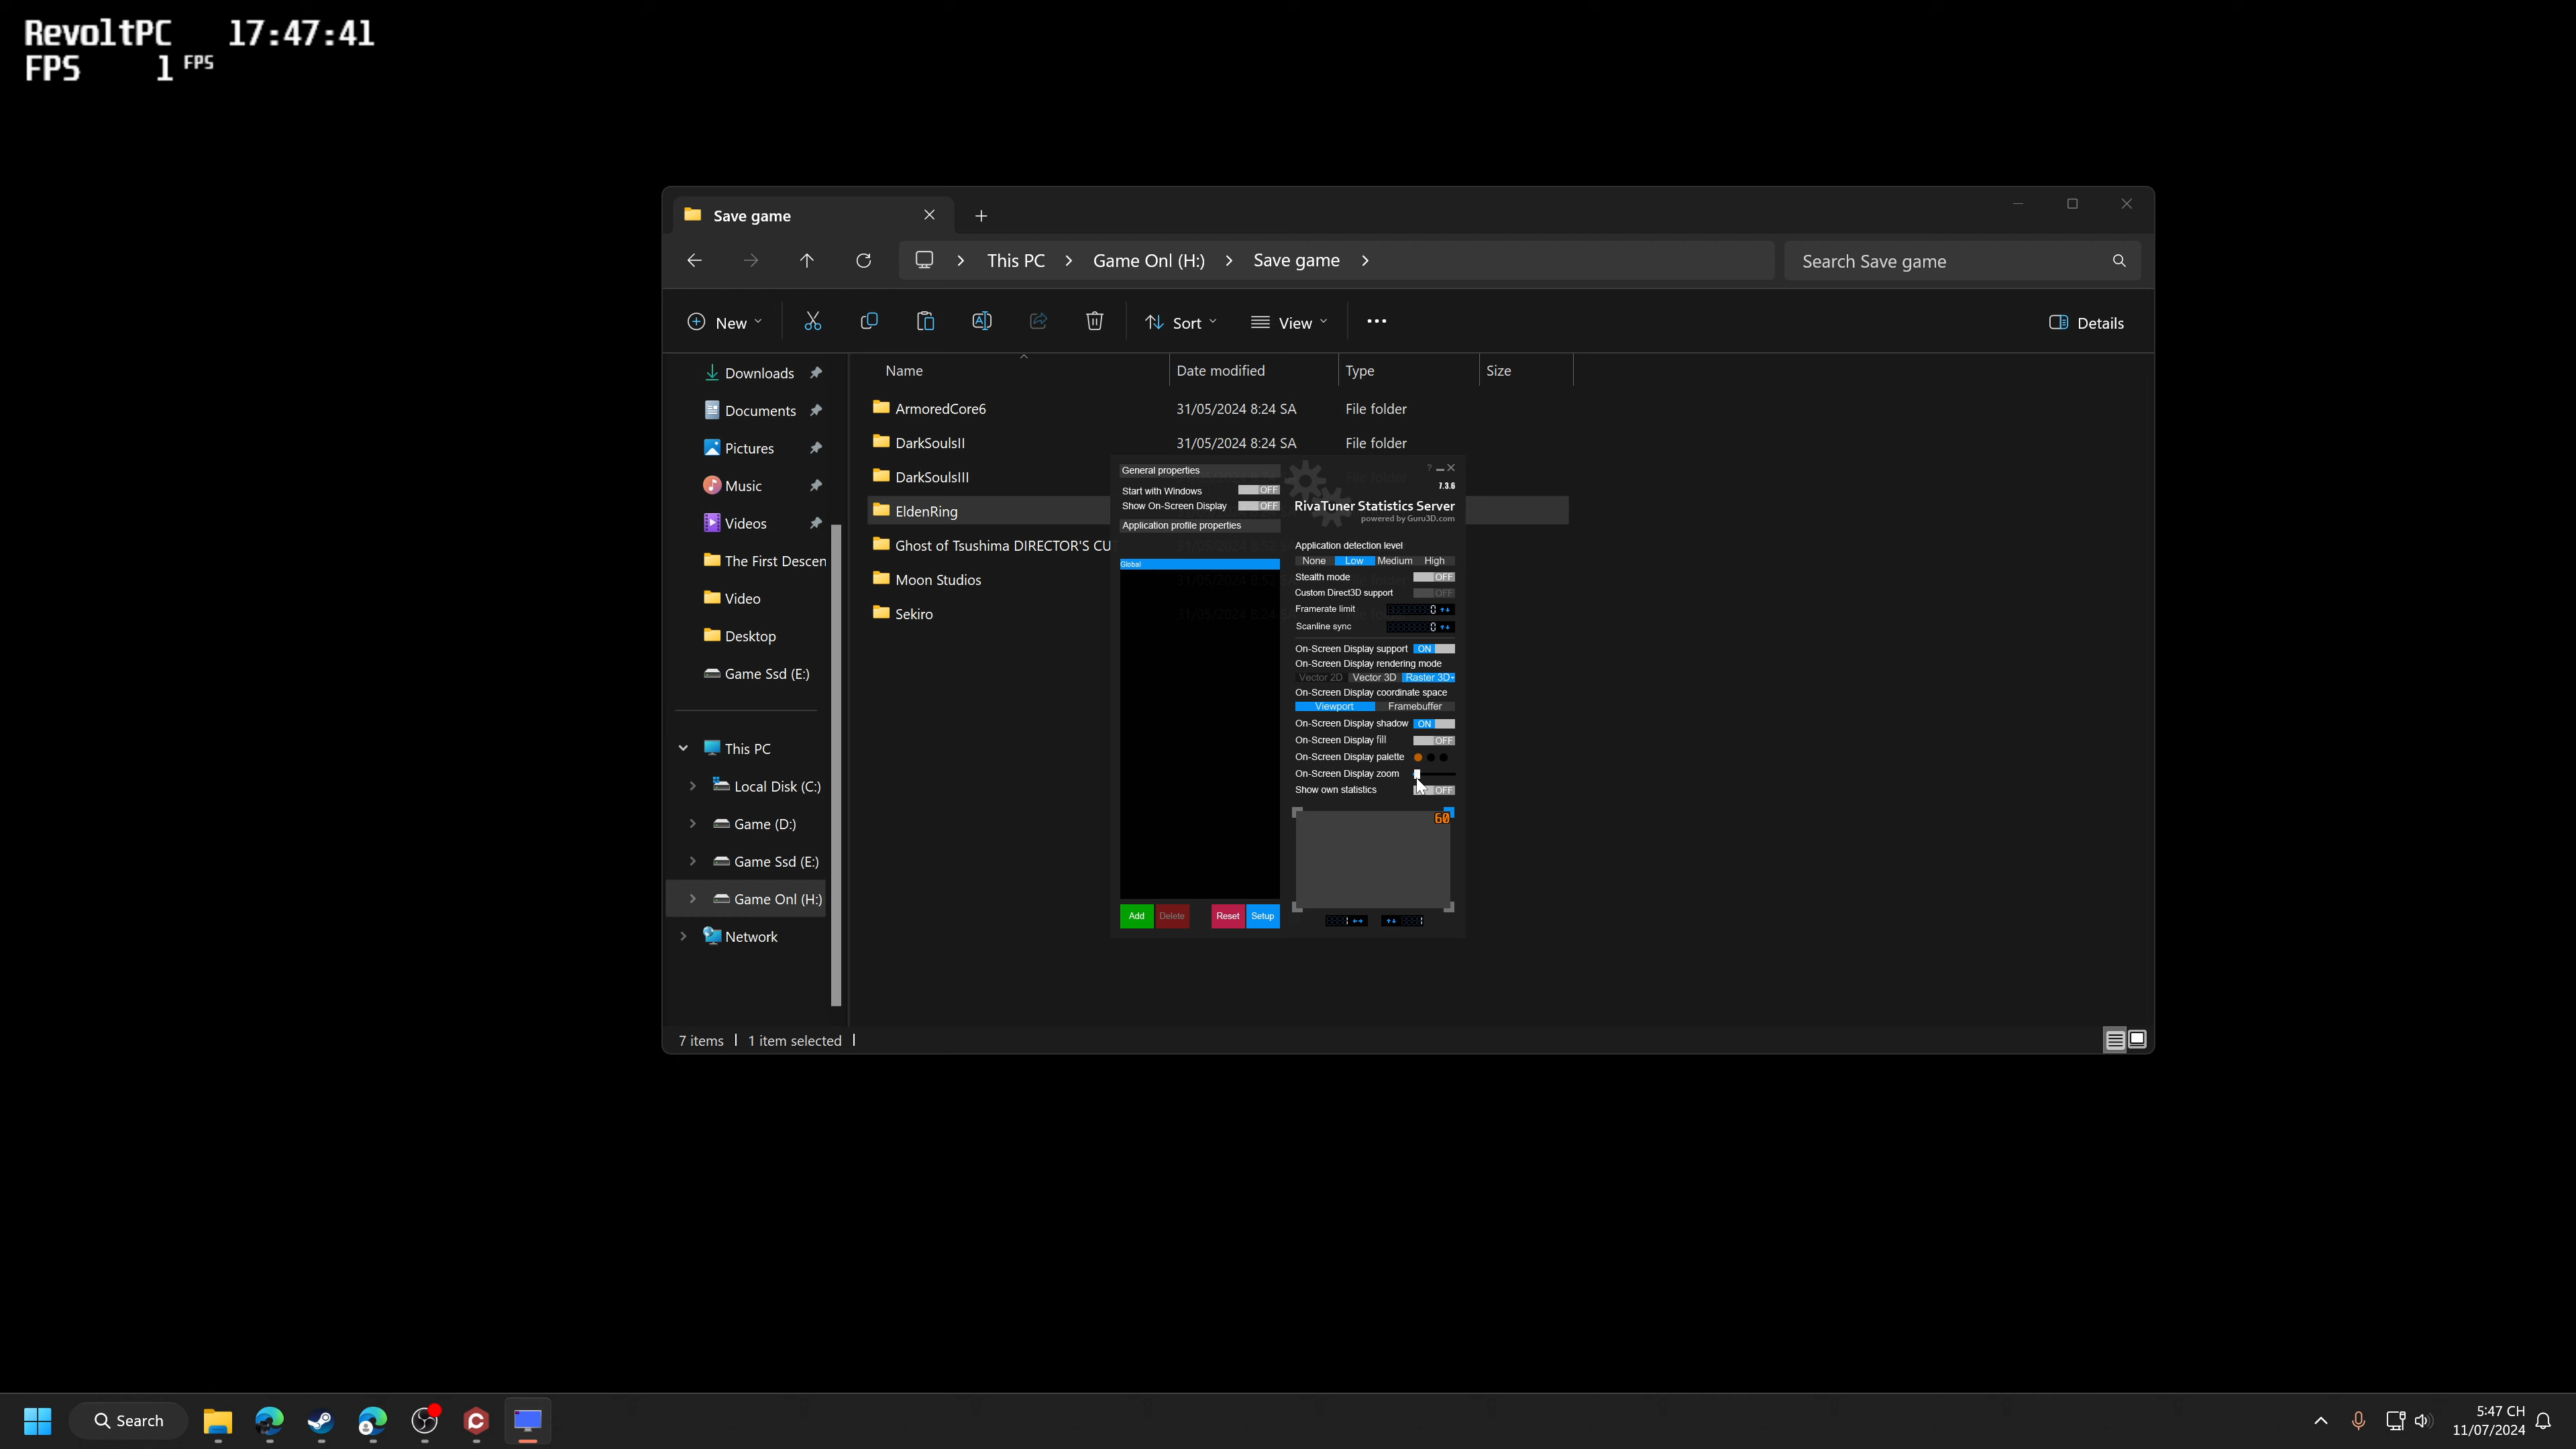 RevoltPC 17:47:41
FPS 1 FPS
Save game
This PC > Game Onl (H:) > Save game >
Search Save game
New
Sort
View
Details
Name Date modified Type Size
ArmoredCore6 31/05/2024 8:24 SA File folder
DarkSoulsII 31/05/2024 8:24 SA File folder
DarkSoulsIII
EldenRing
Ghost of Tsushima DIRECTOR'S CU
Moon Studios
Sekiro
Downloads
Documents
Pictures
Music
Videos
The First Descen
Video
Desktop
Game Ssd (E:)
This PC
Local Disk (C:)
Game (D:)
Game Ssd (E:)
Game Onl (H:)
Network
7 items
1 item selected
General properties
Start with Windows OFF
Show On-Screen Display OFF
Application profile properties
Global
Add Delete Reset Setup
? 
7.3.6
RivaTuner Statistics Server
powered by Guru3D.com
Application detection level
None Low Medium High
Stealth mode OFF
Custom Direct3D support OFF
Framerate limit 0
Scanline sync 0
On-Screen Display support ON
On-Screen Display rendering mode
Vector 2D Vector 3D Raster 3D
On-Screen Display coordinate space
Viewport Framebuffer
On-Screen Display shadow ON
On-Screen Display fill OFF
On-Screen Display palette
On-Screen Display zoom
Show own statistics OFF
60
1 1
Search
5:47 CH
11/07/2024